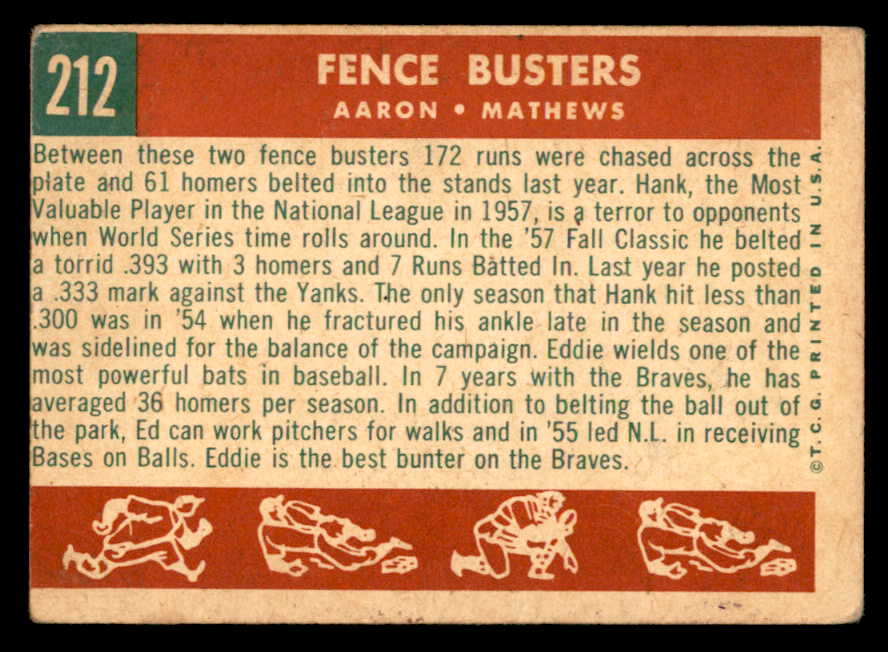 212
FENCE BUSTERS
AARON • MATHEWS
Between these two fence busters 172 runs were chased across the
plate and 61 homers belted into the stands last year. Hank, the Most
Valuable Player in the National League in 1957, is a terror to opponents
when World Series time rolls around. In the '57 Fall Classic he belted
a torrid .393 with 3 homers and 7 Runs Batted In. Last year he posted
a .333 mark against the Yanks. The only season that Hank hit less than
.300 was in '54 when he fractured his ankle late in the season and
was sidelined for the balance of the campaign. Eddie wields one of the
most powerful bats in baseball. In 7 years with the Braves, he has
averaged 36 homers per season. In addition to belting the ball out of
the park, Ed can work pitchers for walks and in '55 led N.L. in receiving
Bases on Balls. Eddie is the best bunter on the Braves.
© T. C. G. PRINTED IN U.S.A.